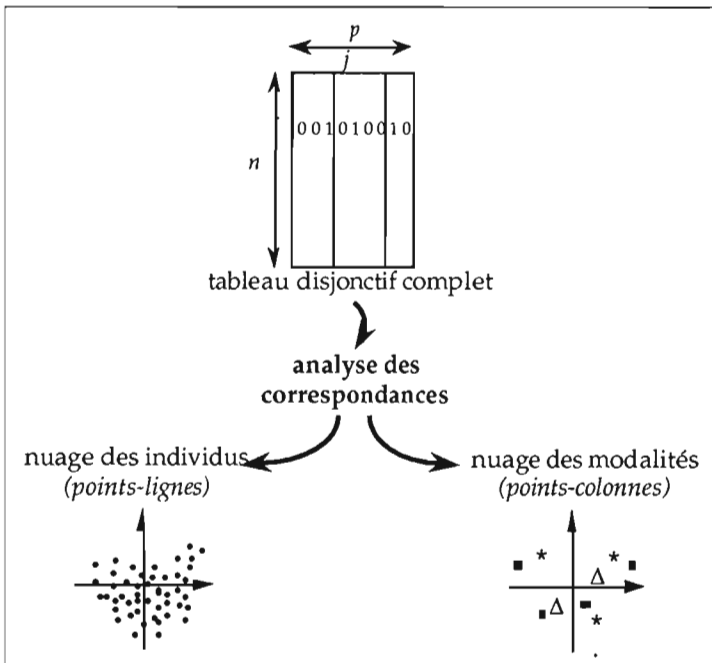 p
j
0 0 1 0 1 0 0 1 0
n
tableau disjonctif complet
analyse des
correspondances
nuage des individus
(points-lignes)
nuage des modalités
(points-colonnes)
* *
Δ
Δ
*